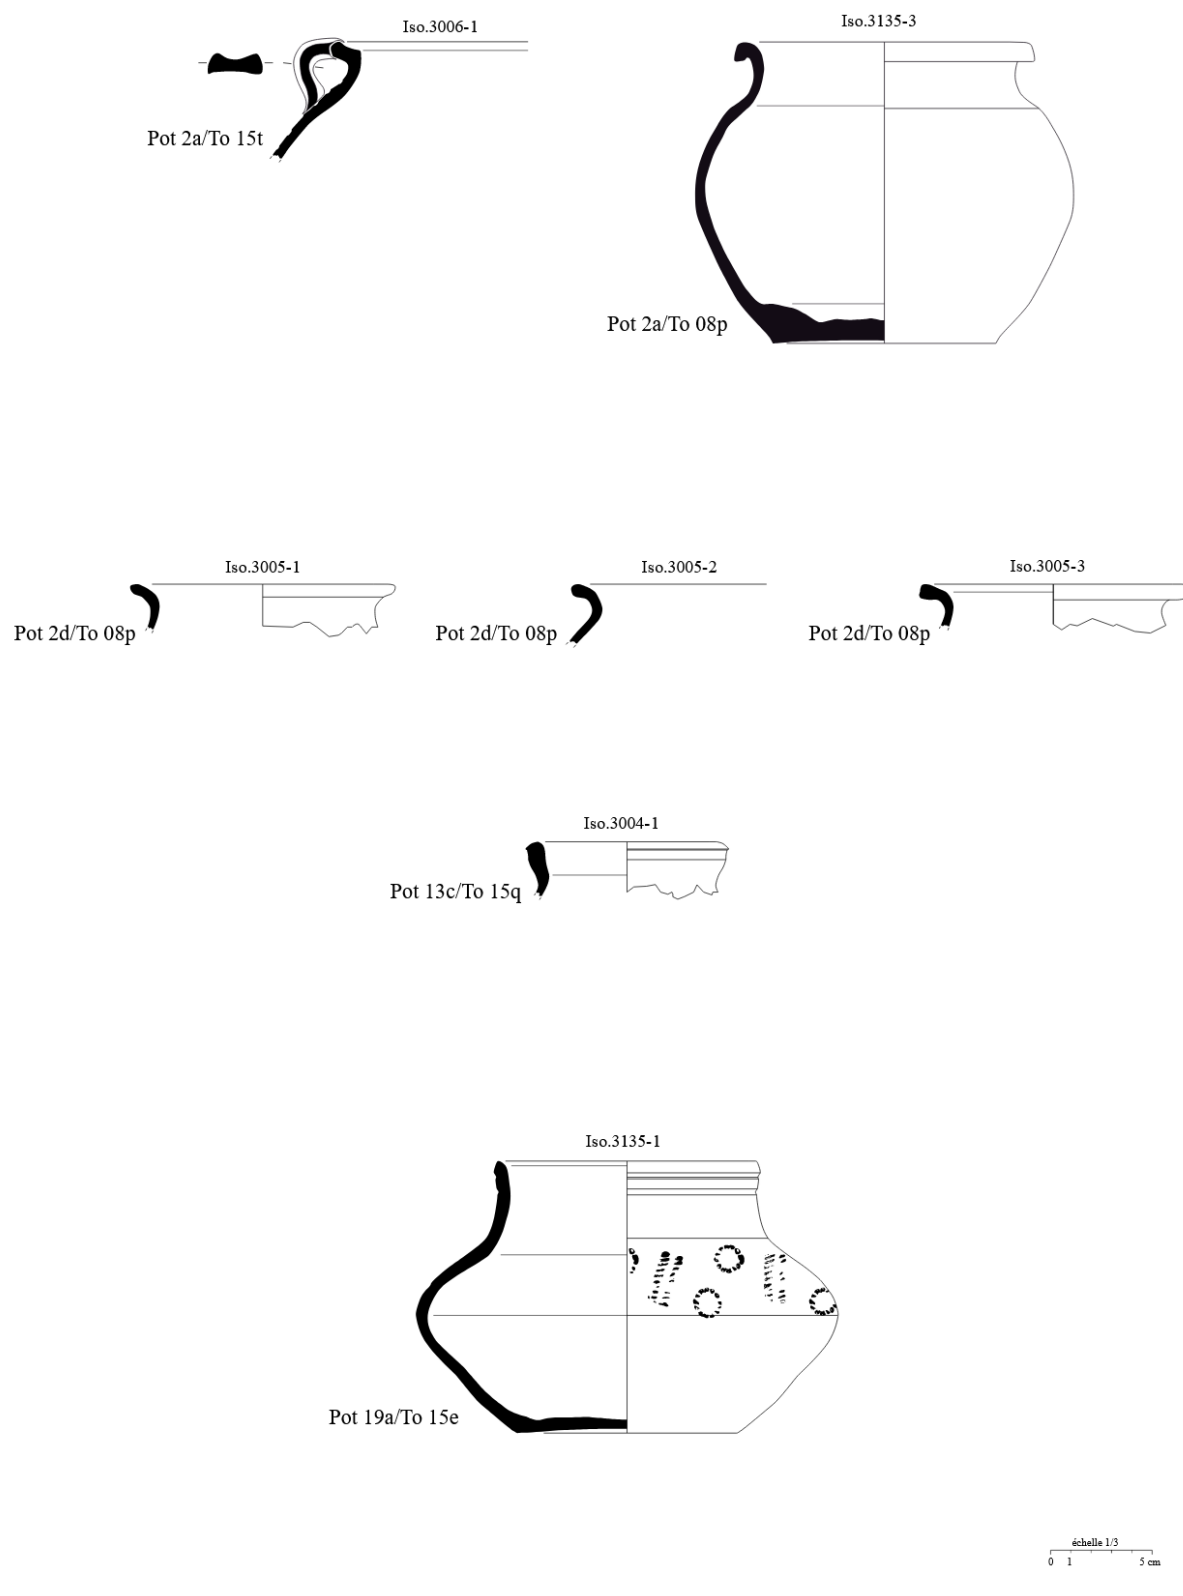 Iso.3006-1
Iso.3135-3
Pot 2a/To 15t
Pot 2a/To 08p
Iso.3005-1
Iso.3005-2
Iso.3005-3
Pot 2d/To 08p
Pot 2d/To 08p
Pot 2d/To 08p
Iso.3004-1
Pot 13c/To 15q
Iso.3135-1
Pot 19a/To 15e
échelle 1/3
0 1 5 cm